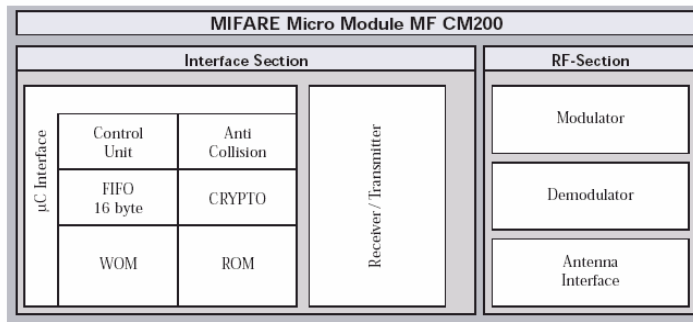 MIFARE Micro Module MF CM200
Interface Section
RF-Section
µC Interface
Control
Unit
Anti
Collision
FIFO
16 byte
CRYPTO
WOM
ROM
Receiver/Transmitter
Modulator
Demodulator
Antenna
Interface